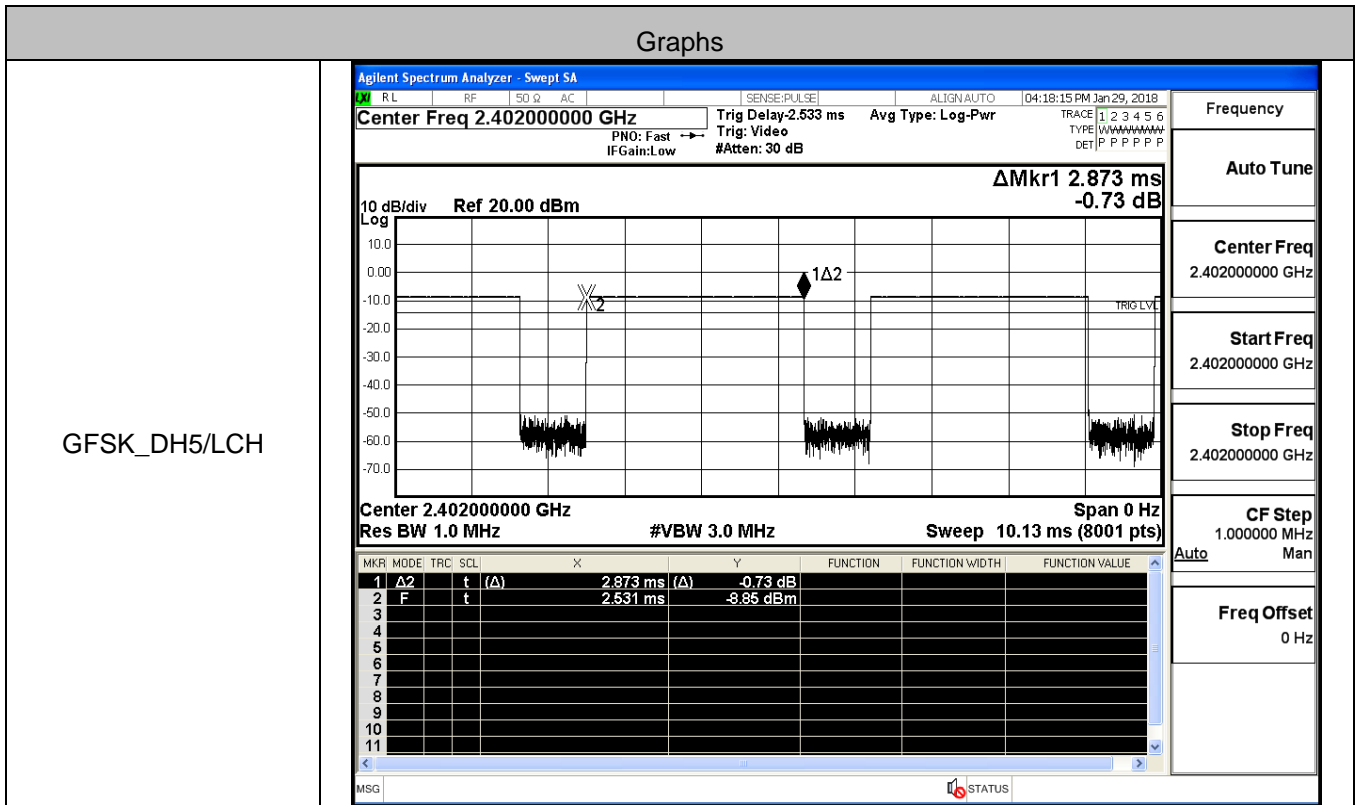 Graphs
GFSK_DH5/LCH
Agilent Spectrum Analyzer - Swept SA
LXI RL RF 50 Ω AC SENSE:PULSE ALIGNAUTO 04:18:15 PM Jan 29, 2018
Center Freq 2.402000000 GHz
PNO: Fast
IFGain:Low
Trig Delay-2.533 ms
Trig: Video
#Atten: 30 dB
Avg Type: Log-Pwr
TRACE 1 2 3 4 5 6
TYPE WWWWWW
DET P P P P P P
ΔMkr1 2.873 ms
-0.73 dB
10 dB/div Ref 20.00 dBm
Log
10.0
0.00
-10.0
-20.0
-30.0
-40.0
-50.0
-60.0
-70.0
1Δ2
2
TRIG LVL
Center 2.402000000 GHz Span 0 Hz
Res BW 1.0 MHz #VBW 3.0 MHz Sweep 10.13 ms (8001 pts)
MKR MODE TRC SCL X Y FUNCTION FUNCTION WIDTH FUNCTION VALUE
1 Δ2 t (Δ) 2.873 ms (Δ) -0.73 dB
2 F t 2.531 ms -8.85 dBm
3
4
5
6
7
8
9
10
11
MSG STATUS
Frequency
Auto Tune
Center Freq
2.402000000 GHz
Start Freq
2.402000000 GHz
Stop Freq
2.402000000 GHz
CF Step
1.000000 MHz
Auto Man
Freq Offset
0 Hz